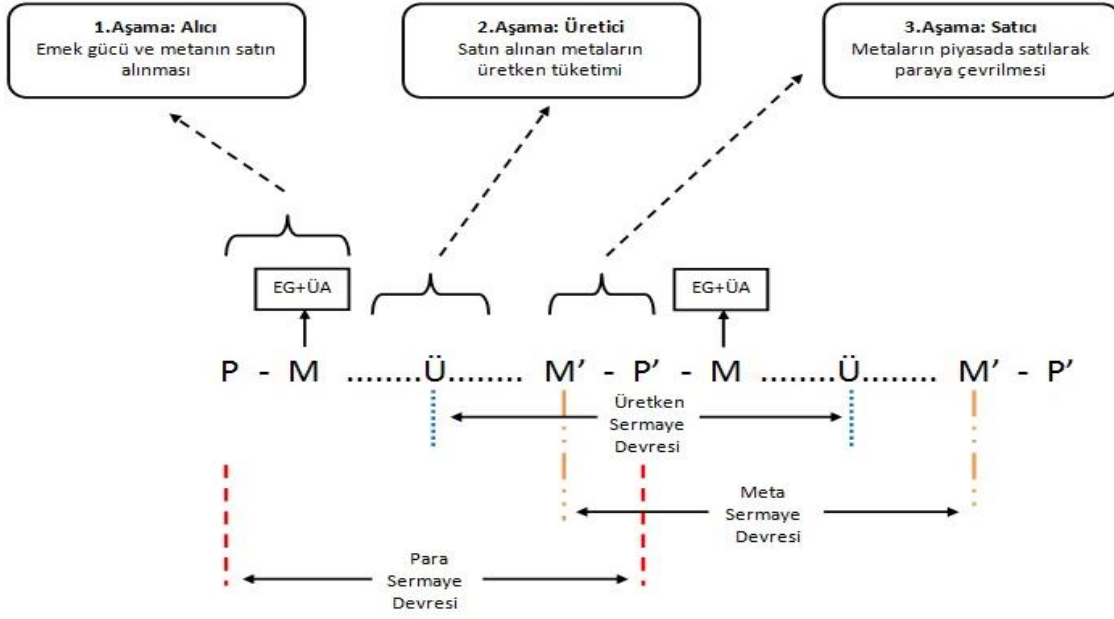 1.Aşama: Alıcı
Emek gücü ve metanın satın
alınması
2.Aşama: Üretici
Satın alınan metaların
üretken tüketimi
3.Aşama: Satıcı
Metaların piyasada satılarak
paraya çevrilmesi
EG+ÜA
EG+ÜA
P - M ........Ü........ M’ - P’ - M ........Ü........ M’ - P’
Üretken
Sermaye
Devresi
Meta
Sermaye
Devresi
Para
Sermaye
Devresi